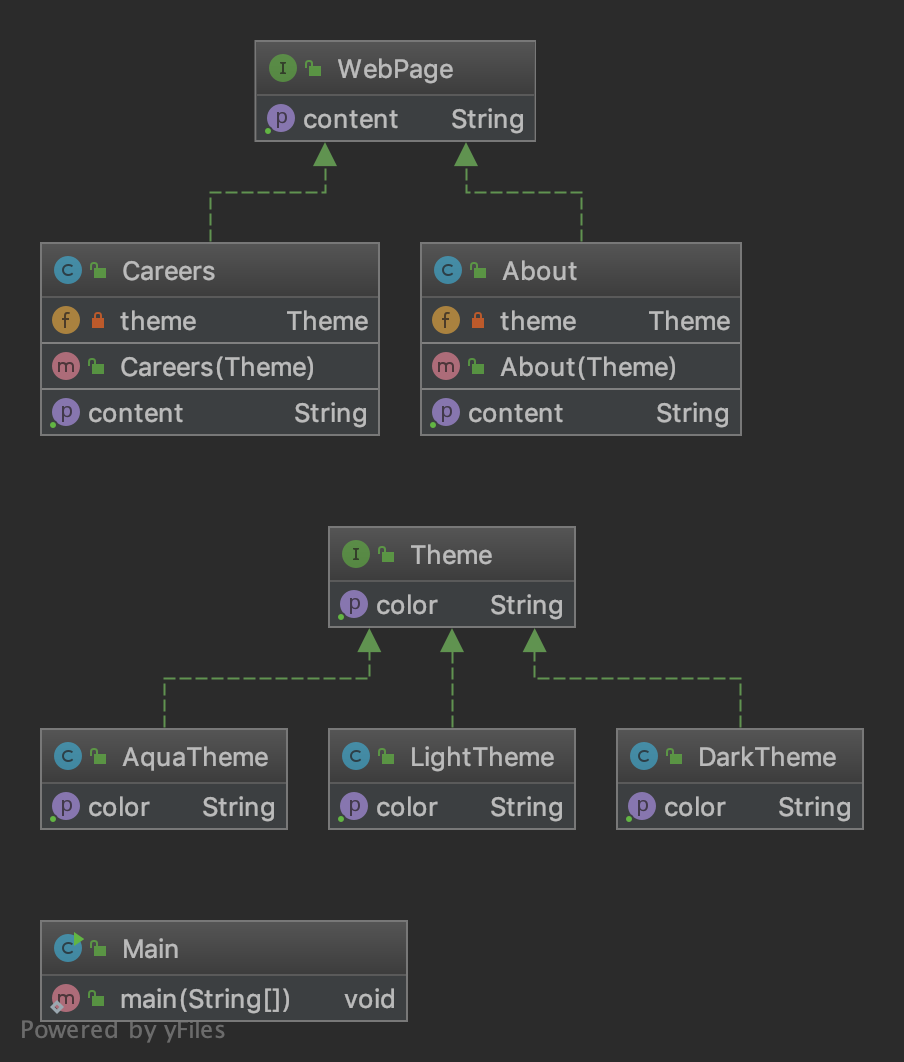 WebPage
content String
Careers
theme Theme
Careers(Theme)
content String
About
theme Theme
About(Theme)
content String
Theme
color String
AquaTheme
color String
LightTheme
color String
DarkTheme
color String
Main
main(String[]) void
Powered by yFiles